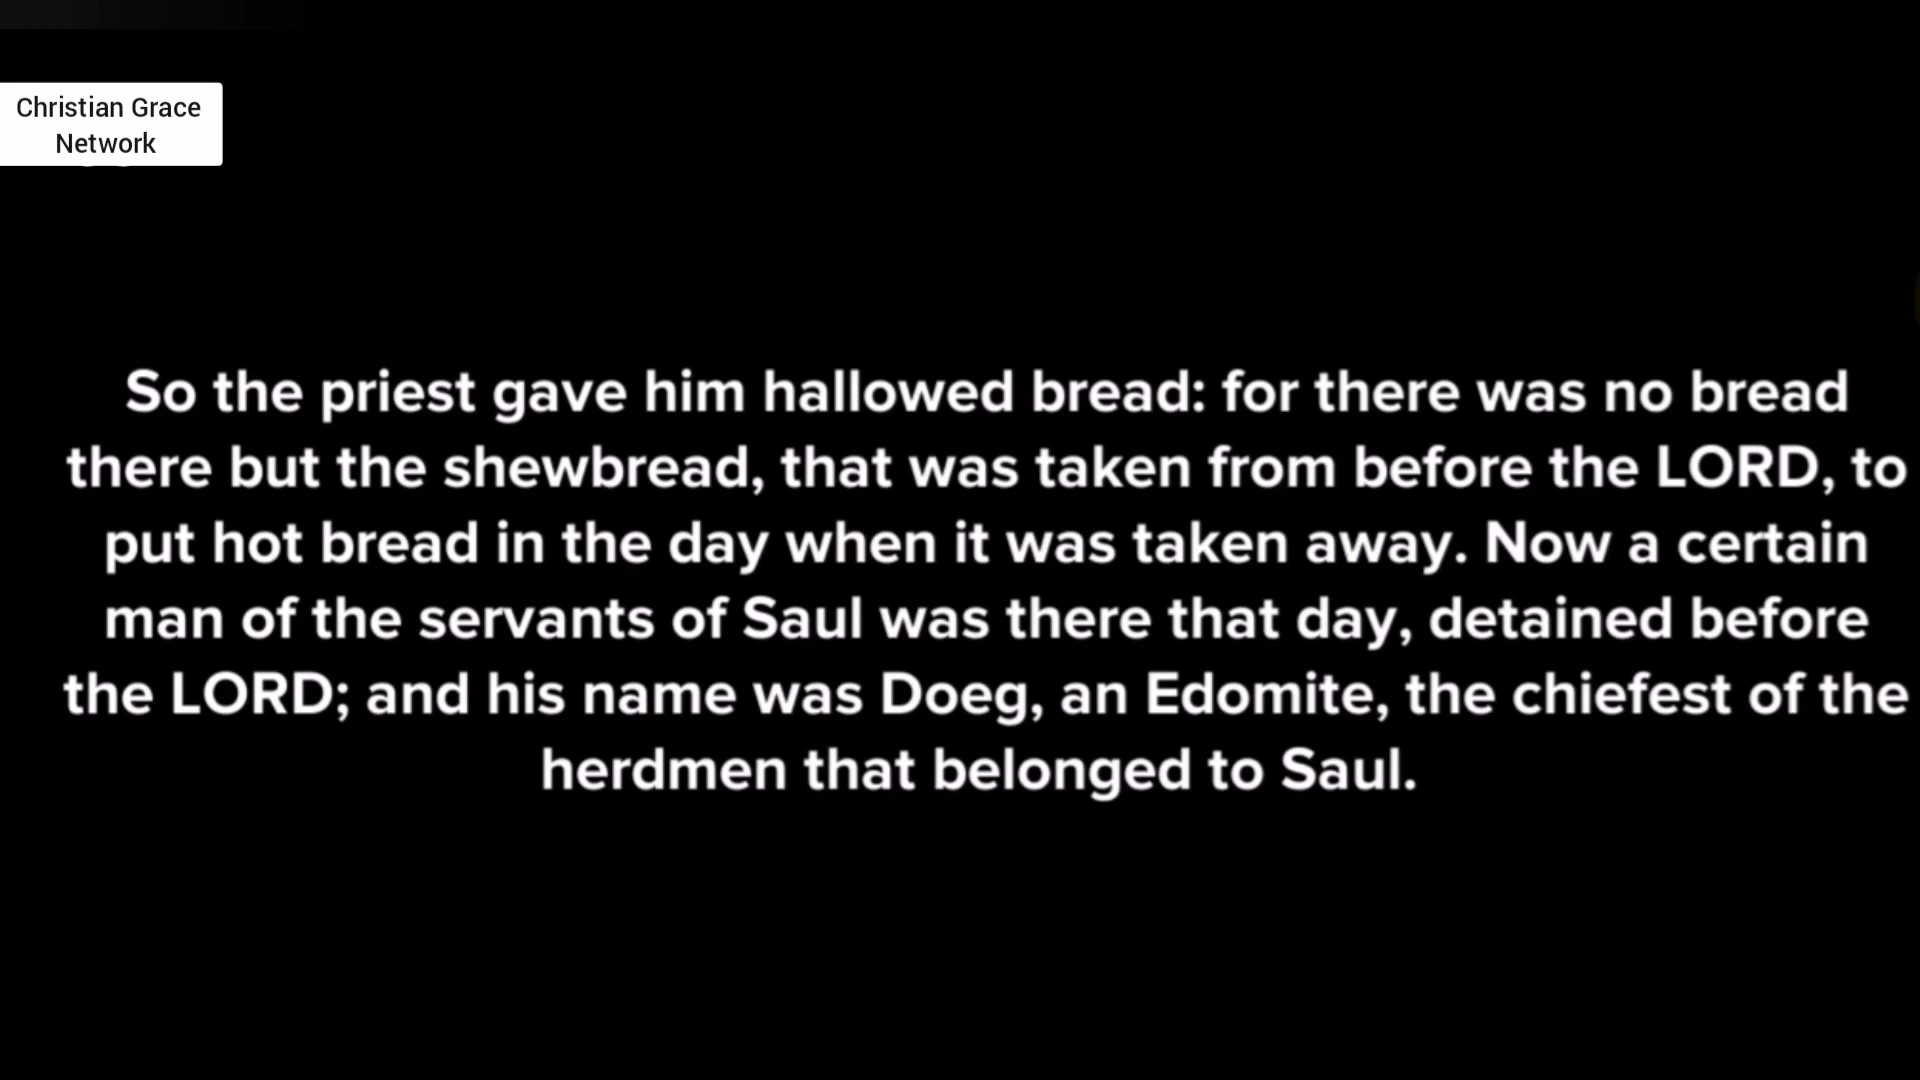 Christian Grace
Network
So the priest gave him hallowed bread: for there was no bread
there but the shewbread, that was taken from before the LORD, to
put hot bread in the day when it was taken away. Now a certain
man of the servants of Saul was there that day, detained before
the LORD; and his name was Doeg, an Edomite, the chiefest of the
herdmen that belonged to Saul.